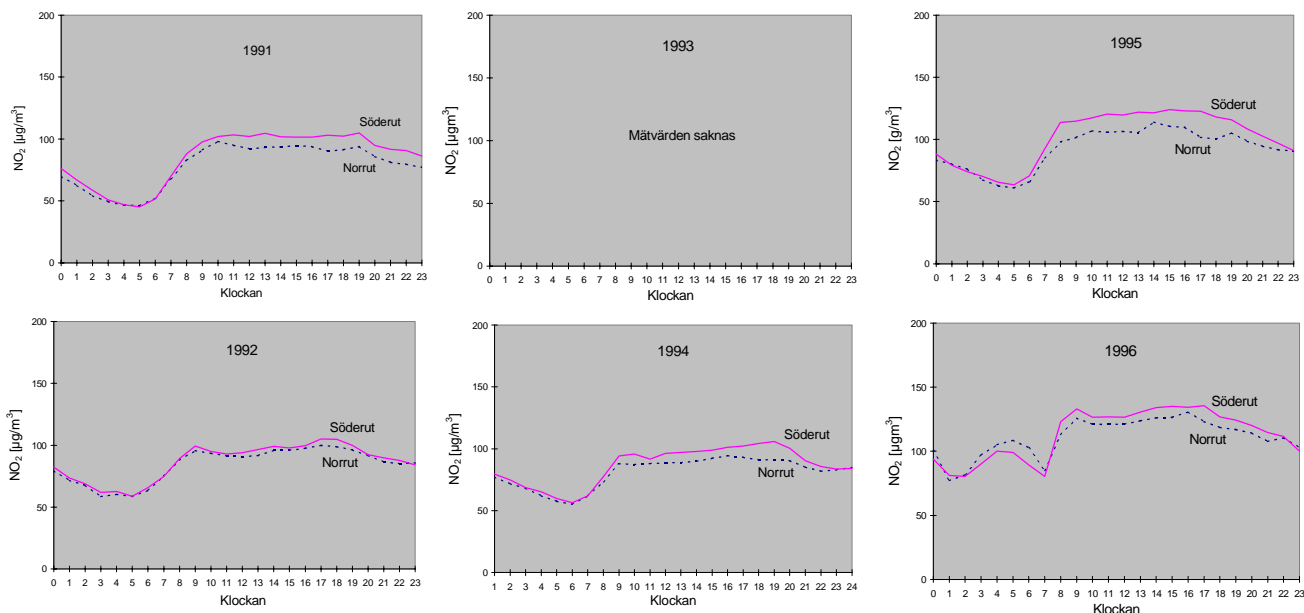 200
150
100
50
0
NO2 [µg/m³]
1991
Söderut
Norrut
0 1 2 3 4 5 6 7 8 9 10 11 12 13 14 15 16 17 18 19 20 21 22 23
Klockan
200
150
100
50
0
NO2 [µg/m³]
1993
Mätvärden saknas
0 1 2 3 4 5 6 7 8 9 10 11 12 13 14 15 16 17 18 19 20 21 22 23
Klockan
200
150
100
50
0
NO2 [g/m³]
1995
Söderut
Norrut
0 1 2 3 4 5 6 7 8 9 10 11 12 13 14 15 16 17 18 19 20 21 22 23
Klockan
200
150
100
50
0
NO2 [µg/m³]
1992
Söderut
Norrut
0 1 2 3 4 5 6 7 8 9 10 11 12 13 14 15 16 17 18 19 20 21 22 23
Klockan
200
150
100
50
0
NO2 [µg/m³]
1994
Söderut
Norrut
1 2 3 4 5 6 7 8 9 10 11 12 13 14 15 16 17 18 19 20 21 22 23 24
Klockan
200
150
100
50
0
NO2 [µgm³]
1996
Söderut
Norrut
0 1 2 3 4 5 6 7 8 9 10 11 12 13 14 15 16 17 18 19 20 21 22 23
Klockan